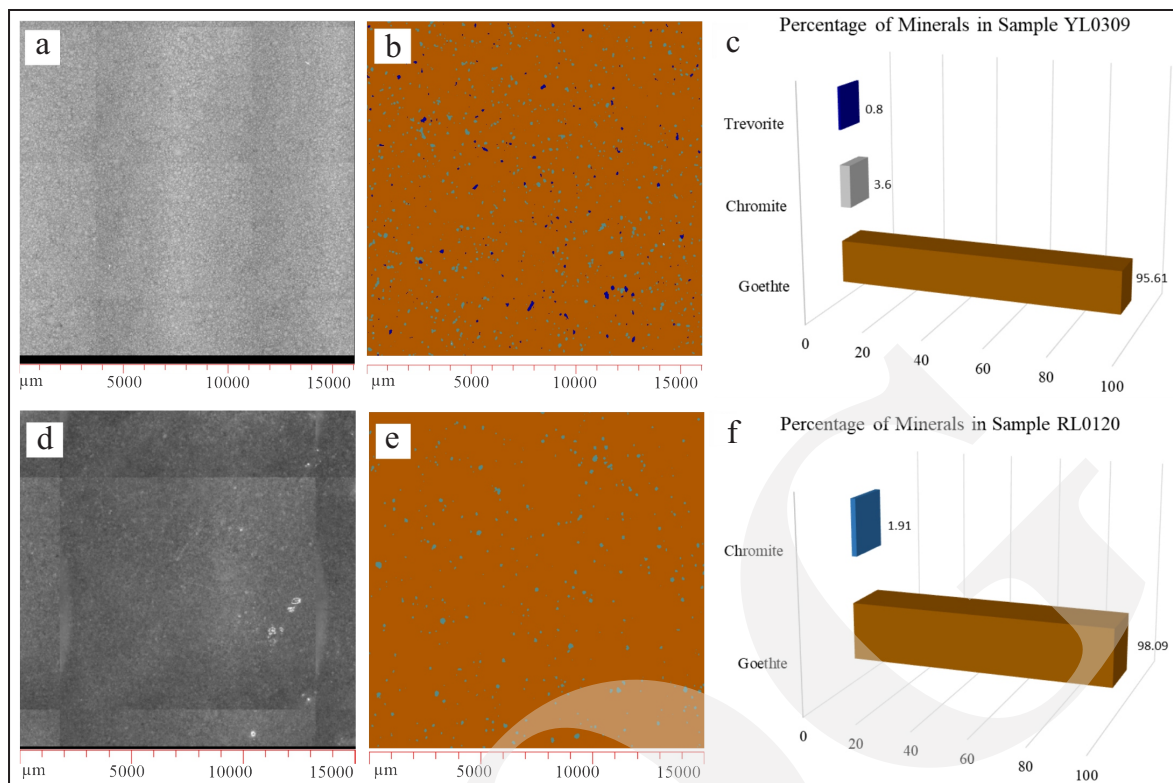 a
b
c
Percentage of Minerals in Sample YL0309
Trevorite
0.8
Chromite
3.6
Goethte
95.61
0
20
40
60
80
100
µm
5000
10000
15000
µm
5000
10000
15000
d
e
f
Percentage of Minerals in Sample RL0120
Chromite
1.91
Goethte
98.09
0
20
40
60
80
100
µm
5000
10000
15000
µm
5000
10000
15000